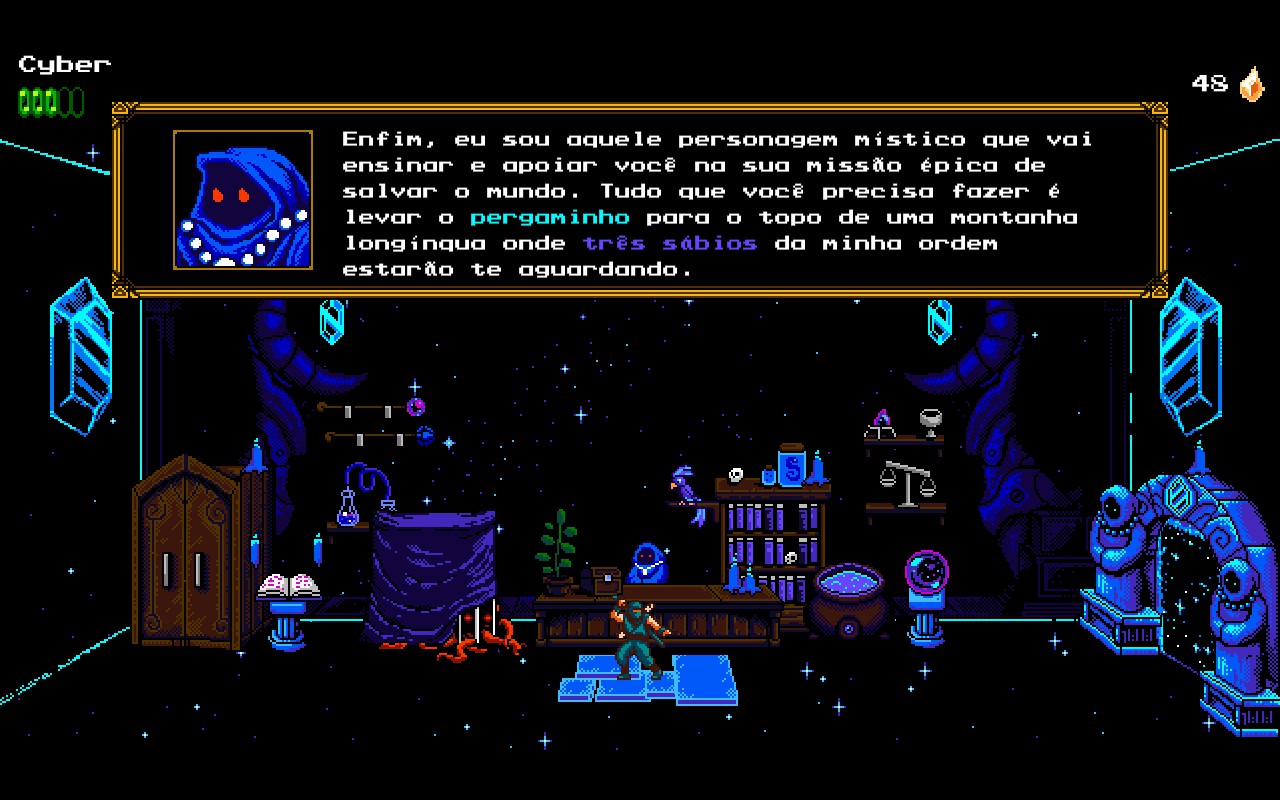 Cyber
48
Enfim, eu sou aquele personagem místico que vai
ensinar e apoiar você na sua missão épica de
salvar o mundo. Tudo que você precisa fazer é
levar o pergaminho para o topo de uma montanha
longínqua onde três sábios da minha ordem
estarão te aguardando.